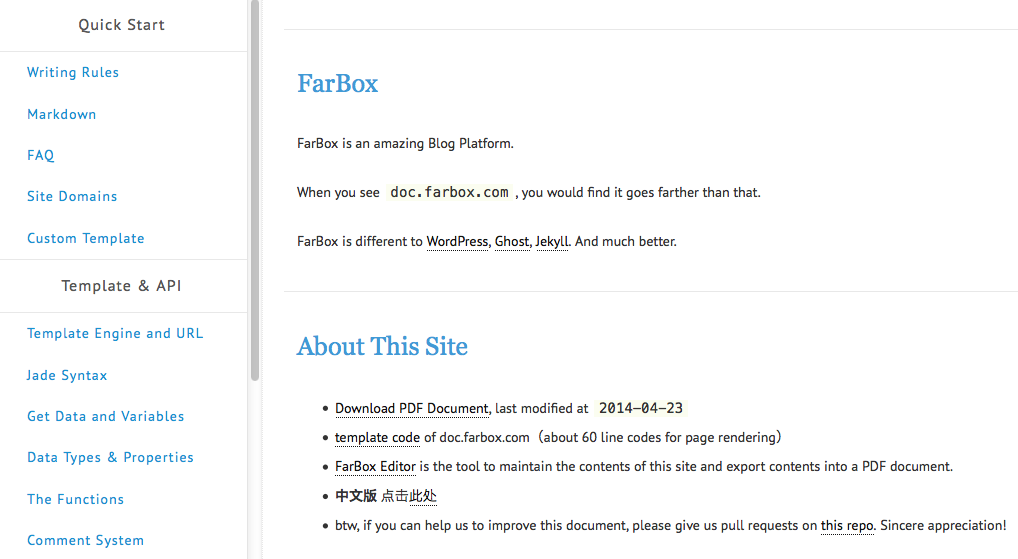 Quick Start
Writing Rules
Markdown
FAQ
Site Domains
Custom Template
Template & API
Template Engine and URL
Jade Syntax
Get Data and Variables
Data Types & Properties
The Functions
Comment System
FarBox
FarBox is an amazing Blog Platform.
When you see doc.farbox.com , you would find it goes farther than that.
FarBox is different to WordPress, Ghost, Jekyll. And much better.
About This Site
• Download PDF Document, last modified at 2014-04-23
• template code of doc.farbox.com（about 60 line codes for page rendering）
• FarBox Editor is the tool to maintain the contents of this site and export contents into a PDF document.
• 中文版 点击此处
• btw, if you can help us to improve this document, please give us pull requests on this repo. Sincere appreciation!